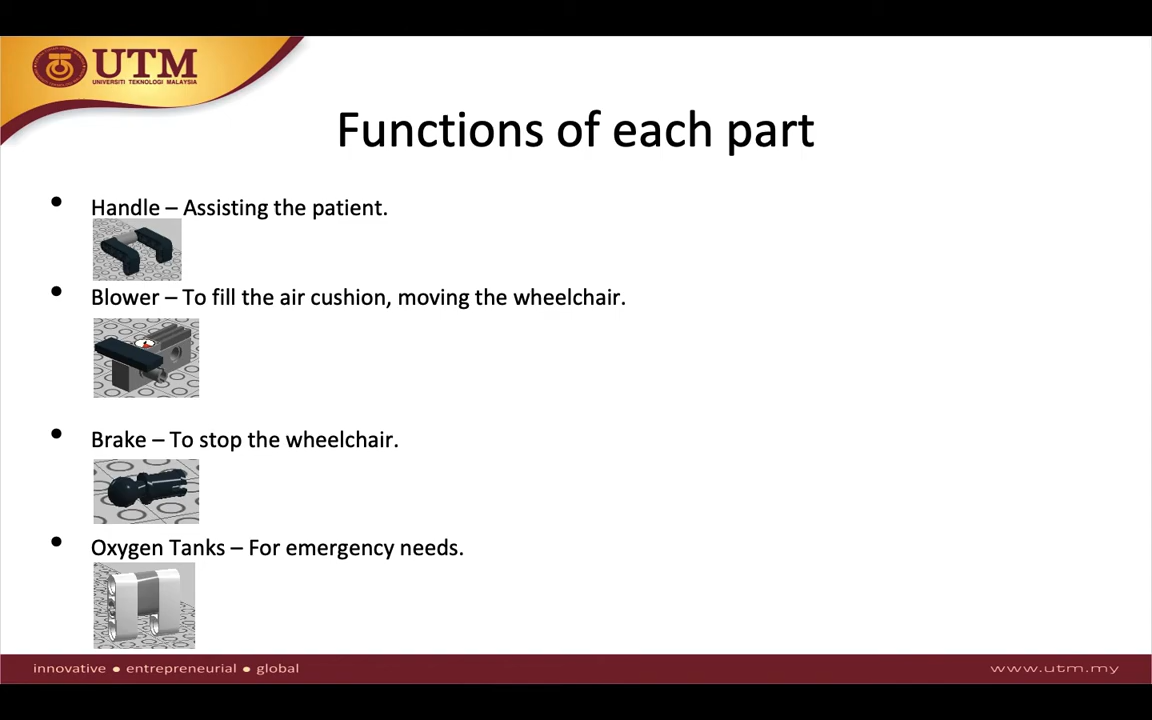 UTM
UNIVERSITI TEKNOLOGI MALAYSIA
Functions of each part
• Handle – Assisting the patient.
• Blower – To fill the air cushion, moving the wheelchair.
• Brake – To stop the wheelchair.
• Oxygen Tanks – For emergency needs.
innovative ● entrepreneurial ● global
www.utm.my